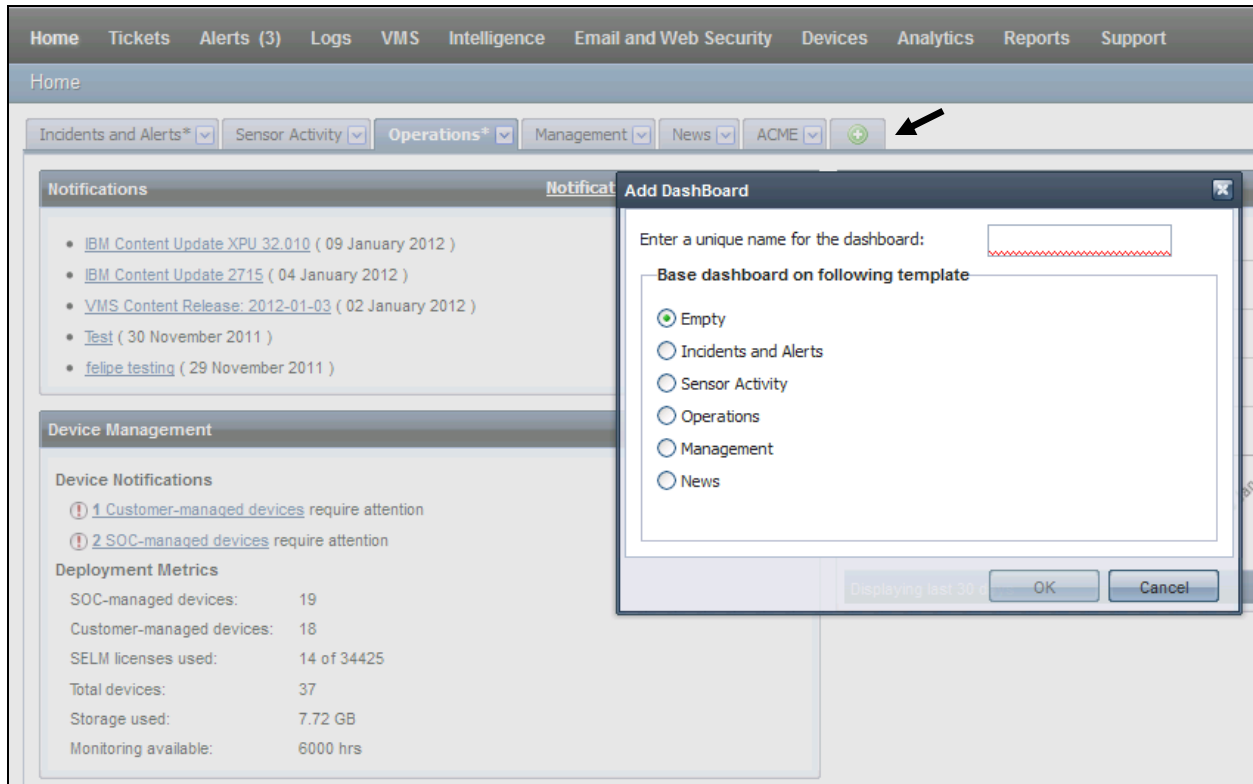 Home Tickets Alerts (3) Logs VMS Intelligence Email and Web Security Devices Analytics Reports Support
Home
Incidents and Alerts* Sensor Activity Operations* Management News ACME
Notifications
IBM Content Update XPU 32.010 ( 09 January 2012 )
IBM Content Update 2715 ( 04 January 2012 )
VMS Content Release: 2012-01-03 ( 02 January 2012 )
Test ( 30 November 2011 )
felipe testing ( 29 November 2011 )
Device Management
Device Notifications
1 Customer-managed devices require attention
2 SOC-managed devices require attention
Deployment Metrics
SOC-managed devices: 19
Customer-managed devices: 18
SELM licenses used: 14 of 34425
Total devices: 37
Storage used: 7.72 GB
Monitoring available: 6000 hrs
Add DashBoard
Enter a unique name for the dashboard:
Base dashboard on following template
Empty
Incidents and Alerts
Sensor Activity
Operations
Management
News
Displaying last 30
OK Cancel